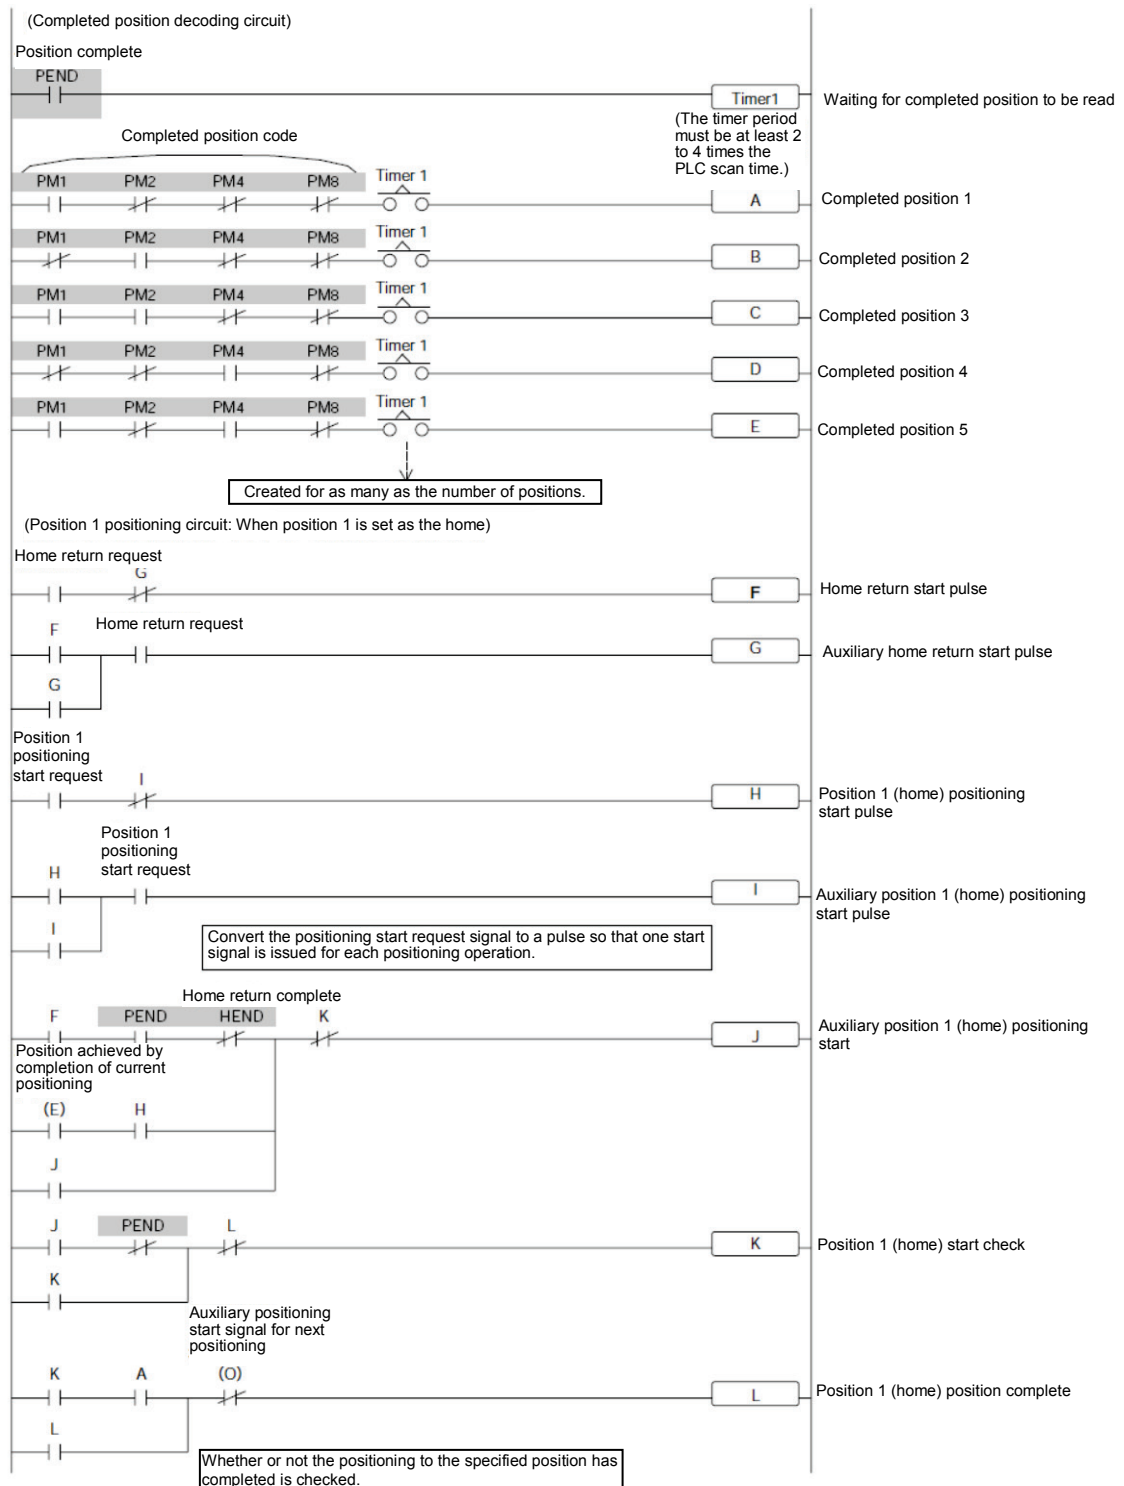 (Completed position decoding circuit)
Position complete
PEND
Timer1
Waiting for completed position to be read
(The timer period
must be at least 2
to 4 times the
PLC scan time.)
Completed position code
PM1 PM2 PM4 PM8 Timer 1
A
Completed position 1
PM1 PM2 PM4 PM8 Timer 1
B
Completed position 2
PM1 PM2 PM4 PM8 Timer 1
C
Completed position 3
PM1 PM2 PM4 PM8 Timer 1
D
Completed position 4
PM1 PM2 PM4 PM8 Timer 1
E
Completed position 5
Created for as many as the number of positions.
(Position 1 positioning circuit: When position 1 is set as the home)
Home return request
G
F
Home return start pulse
F
Home return request
G
Auxiliary home return start pulse
G
Position 1
positioning
start request
I
H
Position 1 (home) positioning
start pulse
Position 1
positioning
start request
H
I
Auxiliary position 1 (home) positioning
start pulse
I
Convert the positioning start request signal to a pulse so that one start
signal is issued for each positioning operation.
Home return complete
F PEND HEND K
J
Auxiliary position 1 (home) positioning
start
Position achieved by
completion of current
positioning
(E) H
J
J PEND L
K
Position 1 (home) start check
K
Auxiliary positioning
start signal for next
positioning
K A (O)
L
Position 1 (home) position complete
L
Whether or not the positioning to the specified position has
completed is checked.